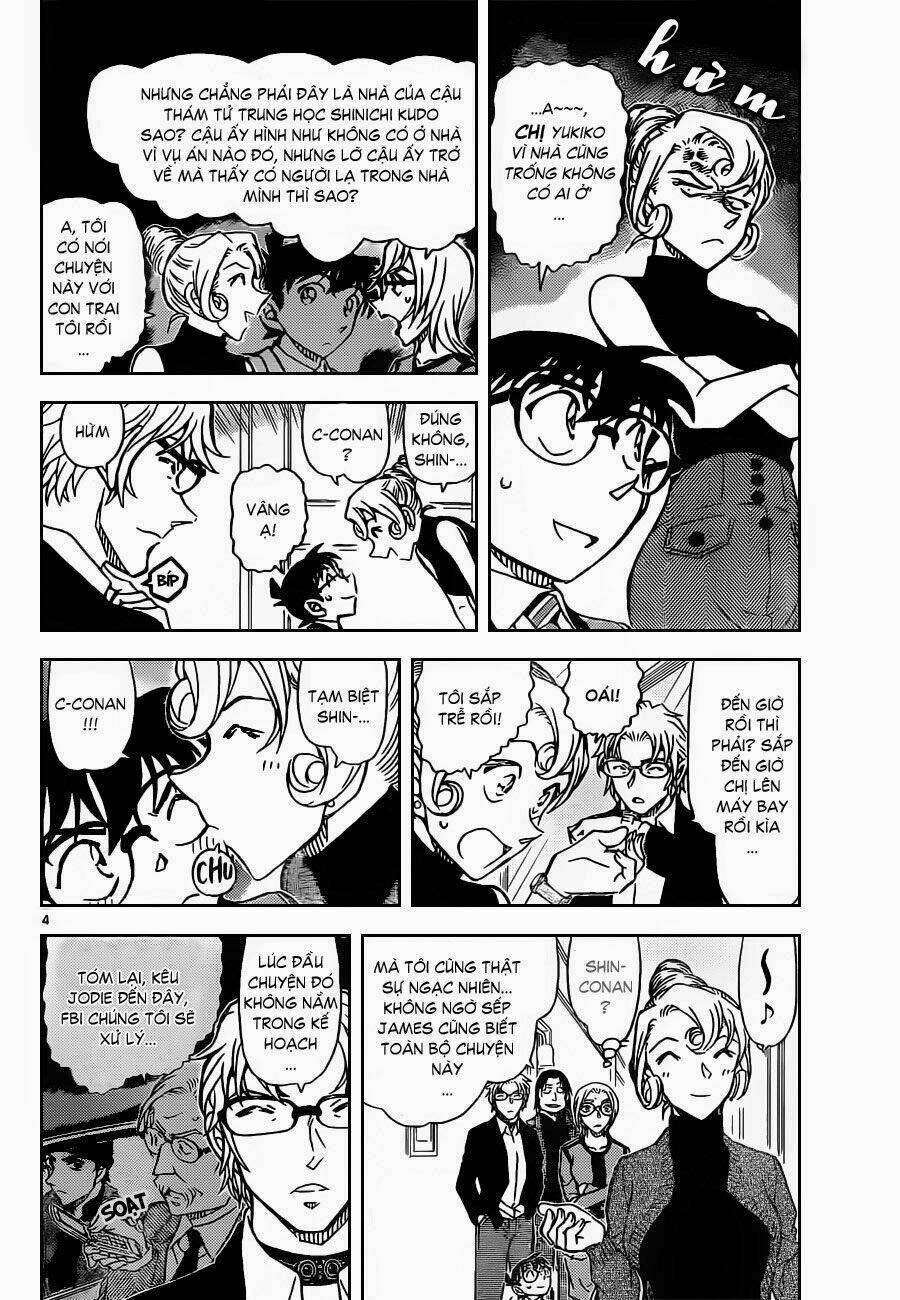 NHƯNG CHẲNG PHẢI ĐÂY LÀ NHÀ CỦA CẬU
THÁM TỬ TRUNG HỌC SHINICHI KUDO
SAO? CẬU ẤY HÌNH NHƯ KHÔNG CÓ Ở NHÀ
VÌ VỤ ÁN NÀO ĐÓ, NHƯNG LỠ CẬU ẤY TRỞ
VỀ MÀ THẤY CÓ NGƯỜI LẠ TRONG NHÀ
MÌNH THÌ SAO?
A, TÔI
CÓ NÓI
CHUYỆN
NÀY VỚI
CON TRAI
TÔI RỒI
...
hừm
...A~~~,
CHỊ YUKIKO
VÌ NHÀ CŨNG
TRỐNG KHÔNG
CÓ AI Ở
...
HỪM
BÍP
VÂNG
Ạ!
C-CONAN
?
ĐÚNG
KHÔNG,
SHIN-...
C-CONAN
!!!
TẠM BIỆT
SHIN-...
CHU
TÔI SẮP
TRỄ RỒI!
OÁI!
ĐẾN GIỜ
RỒI THÌ
PHẢI? SẮP
ĐẾN GIỜ
CHỊ LÊN
MÁY BAY
RỒI KÌA
...
4
TÓM LẠI, KÊU
JODIE ĐẾN ĐÂY,
FBI CHÚNG TÔI SẼ
XỬ LÝ...
SOẠT
LÚC ĐẦU
CHUYỆN ĐÓ
KHÔNG NẰM
TRONG KẾ
HOẠCH
...
MÀ TÔI CŨNG THẬT
SỰ NGẠC NHIÊN...
KHÔNG NGỜ SẾP
JAMES CŨNG BIẾT
TOÀN BỘ CHUYỆN
NÀY
...
SHIN-
CONAN
?
~♪